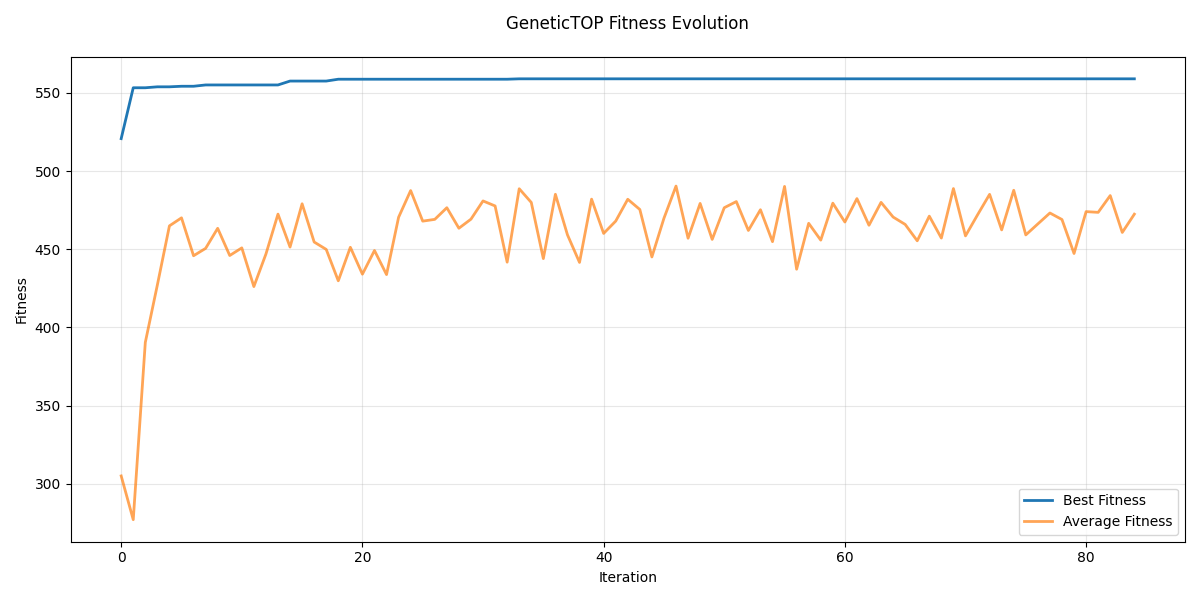 GeneticTOP Fitness Evolution
Fitness
550
500
450
400
350
300
0 20 40 60 80
Iteration
Best Fitness
Average Fitness